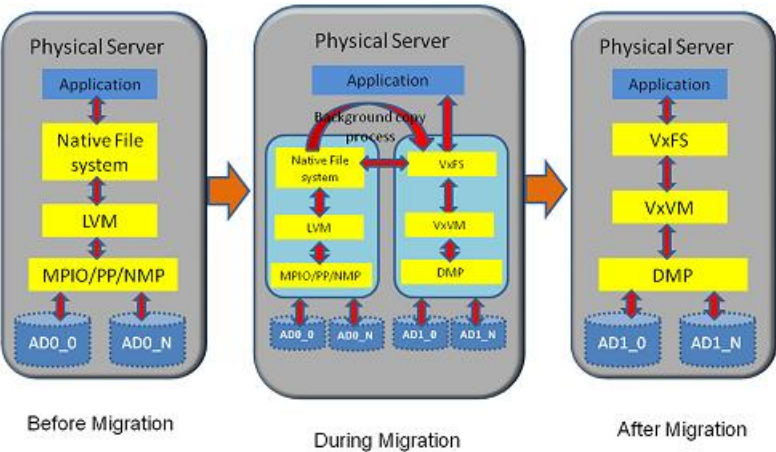 Physical Server
Application
Native File
system
LVM
MPIO/PP/NMP
AD0_0
AD0_N
Before Migration
Physical Server
Application
Background copy
process
Native File
system
LVM
MPIO/PP/NMP
VxFS
VxVM
DMP
AD0_0
AD0_N
AD1_0
AD1_N
During Migration
Physical Server
Application
VxFS
VxVM
DMP
AD1_0
AD1_N
After Migration